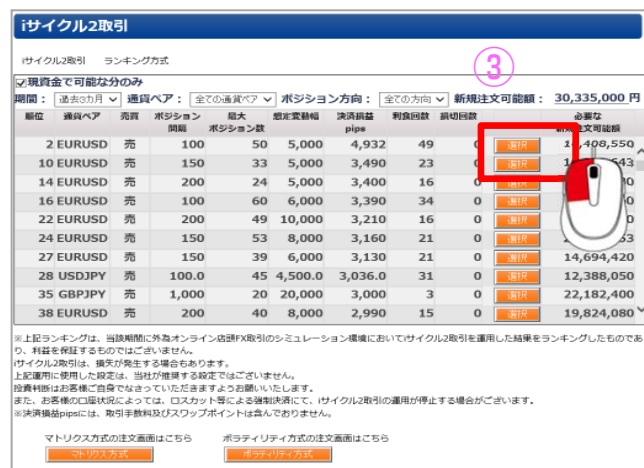 iサイクル2取引
iサイクル2取引 ランキング方式
③
現資金で可能な分のみ
期間： 過去3カ月 通貨ペア： 全ての通貨ペア ポジション方向： 全ての方向 新規注文可能額： 30,335,000 円
順位 通貨ペア 売買 ポジション間隔 最大ポジション数 想定変動幅 決済損益pips 利食回数 損切回数 必要な新規注文可能額
2 EURUSD 売 100 50 5,000 4,932 49 0 選択 16,408,550
10 EURUSD 売 150 33 5,000 3,490 23 選択
14 EURUSD 売 200 24 5,000 3,400 16 0 選択
16 EURUSD 売 100 60 6,000 3,390 34 0 選択
22 EURUSD 売 200 49 10,000 3,210 16 0 選択
24 EURUSD 売 150 53 8,000 3,160 21 0 選択
27 EURUSD 売 150 39 6,000 3,130 21 0 選択 14,694,420
28 USDJPY 売 100.0 45 4,500.0 3,036.0 31 0 選択 12,388,050
35 GBPJPY 売 1,000 20 20,000 3,000 3 0 選択 22,182,400
38 EURUSD 売 200 40 8,000 2,990 15 0 選択 19,824,080
※上記ランキングは、当該期間に外為オンライン店頭FX取引のシミュレーション環境においてiサイクル2取引を運用した結果をランキングしたものであ
り、利益を保証するものではございません。
iサイクル2取引は、損失が発生する場合もあります。
上記運用に使用した設定は、当社が推奨する設定ではございません。
投資判断はお客様ご自身でなさっていただきますようお願いいたします。
また、お客様の口座状況によっては、ロスカット等による強制決済にて、iサイクル2取引の運用が停止する場合がございます。
※決済損益pipsには、取引手数料及びスワップポイントは含んでおりません。
マトリクス方式の注文画面はこちら ボラティリティ方式の注文画面はこちら
マトリクス方式 ボラティリティ方式